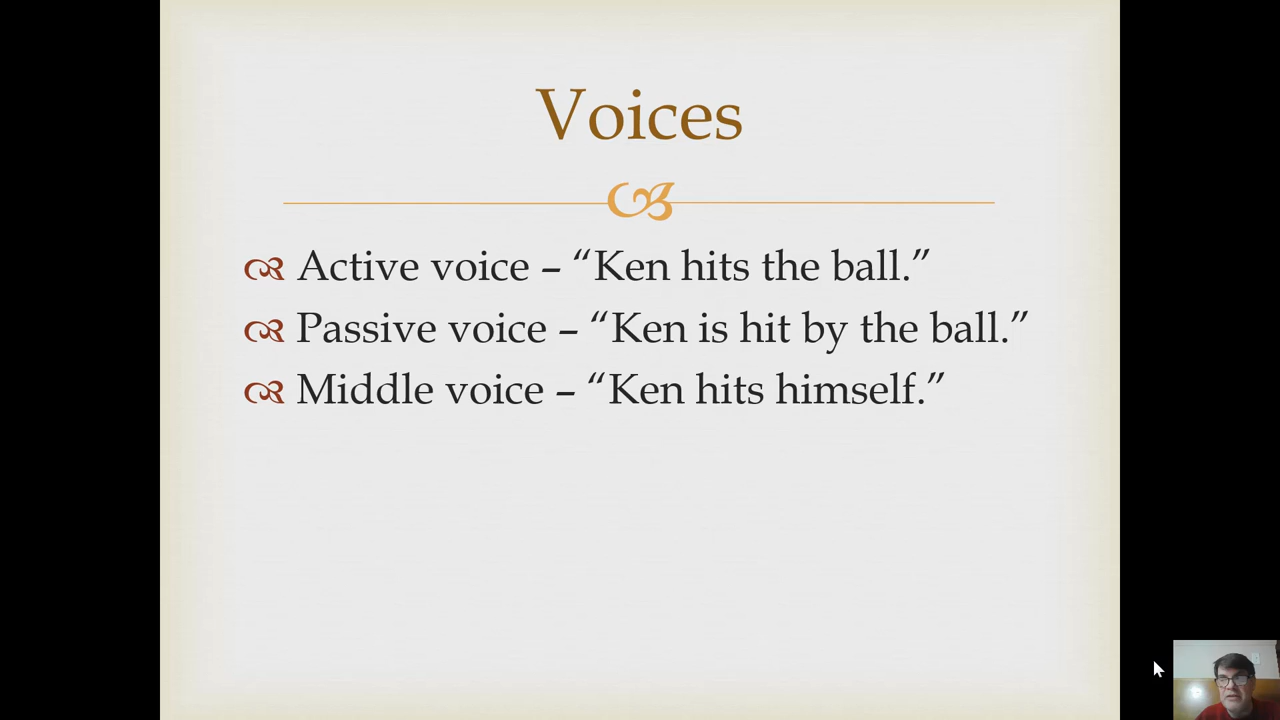 Voices
Active voice – “Ken hits the ball.”
Passive voice – “Ken is hit by the ball.”
Middle voice – “Ken hits himself.”